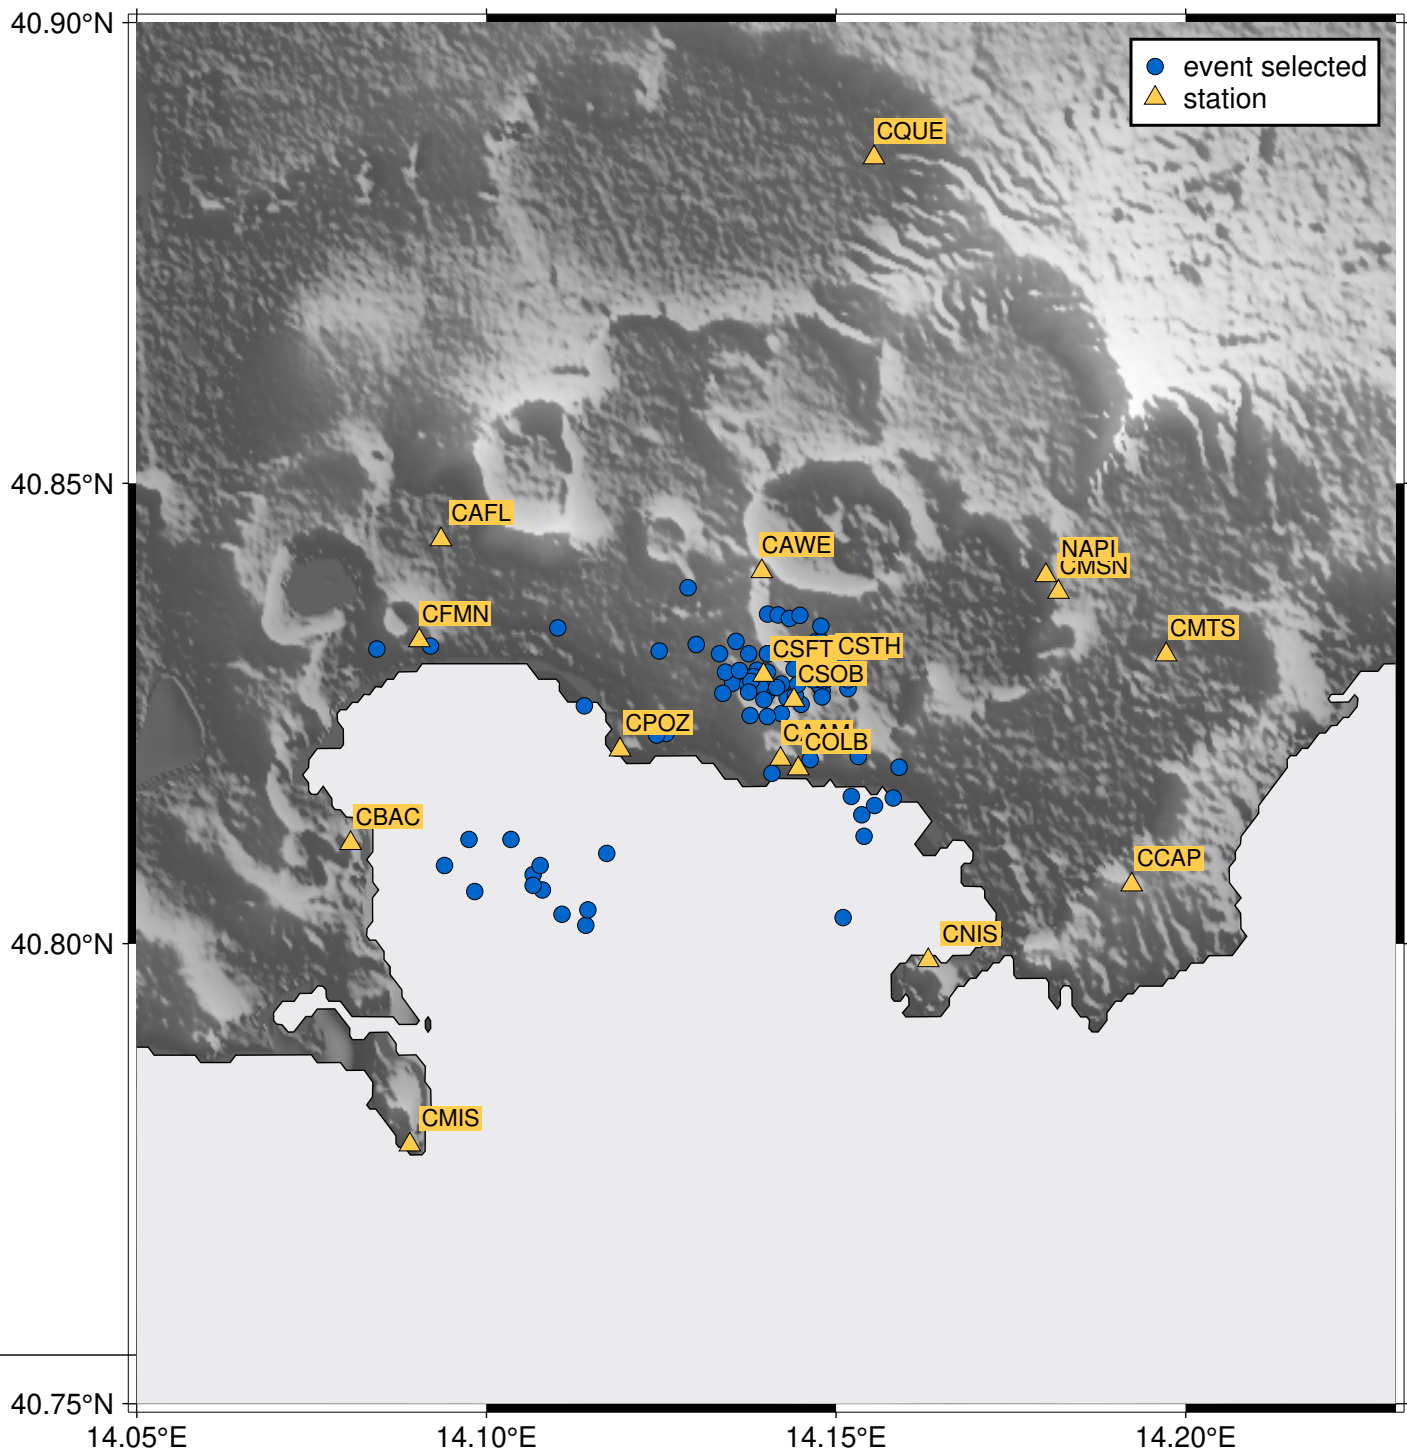 40.90°N
event selected
station
CQUE
40.85°N
CAFL
CAWE
NAPI
CMSN
CFMN
CMTS
CSFT
CSTH
CSOB
CPOZ
CAAM
COLB
CBAC
CCAP
40.80°N
CNIS
CMIS
40.75°N
14.05°E
14.10°E
14.15°E
14.20°E